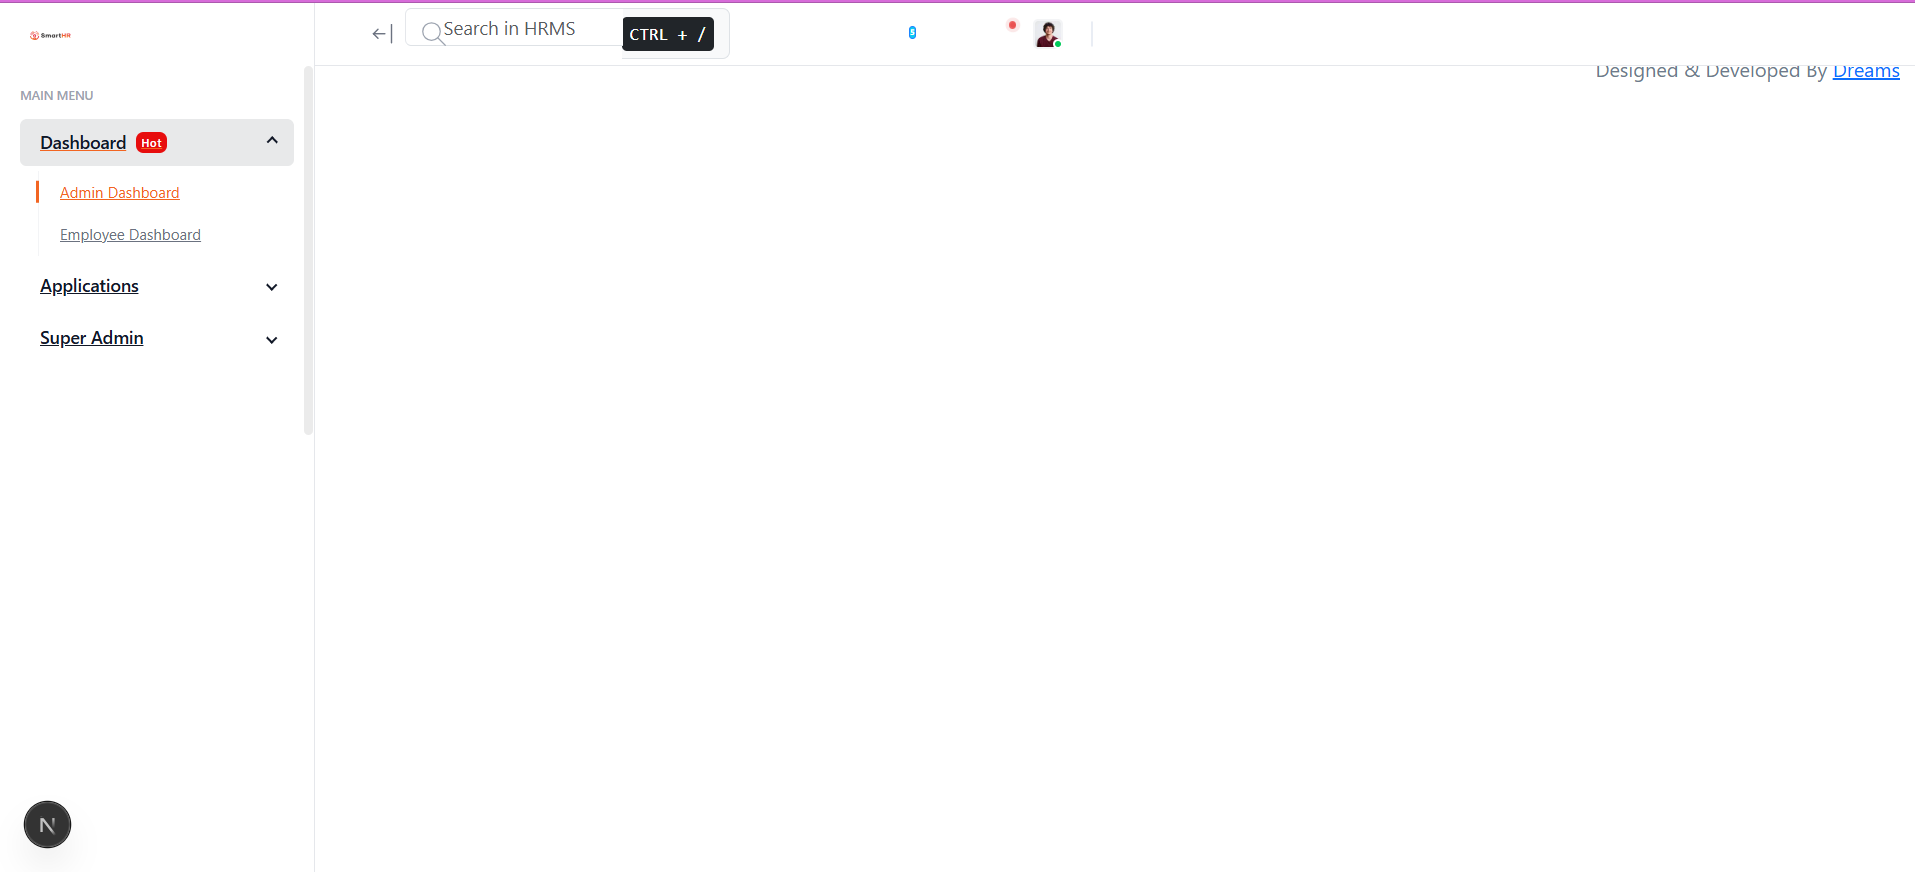 SmartHR
Search in HRMS
CTRL + /
Designed & Developed By Dreams
MAIN MENU
Dashboard Hot
Admin Dashboard
Employee Dashboard
Applications
Super Admin
N